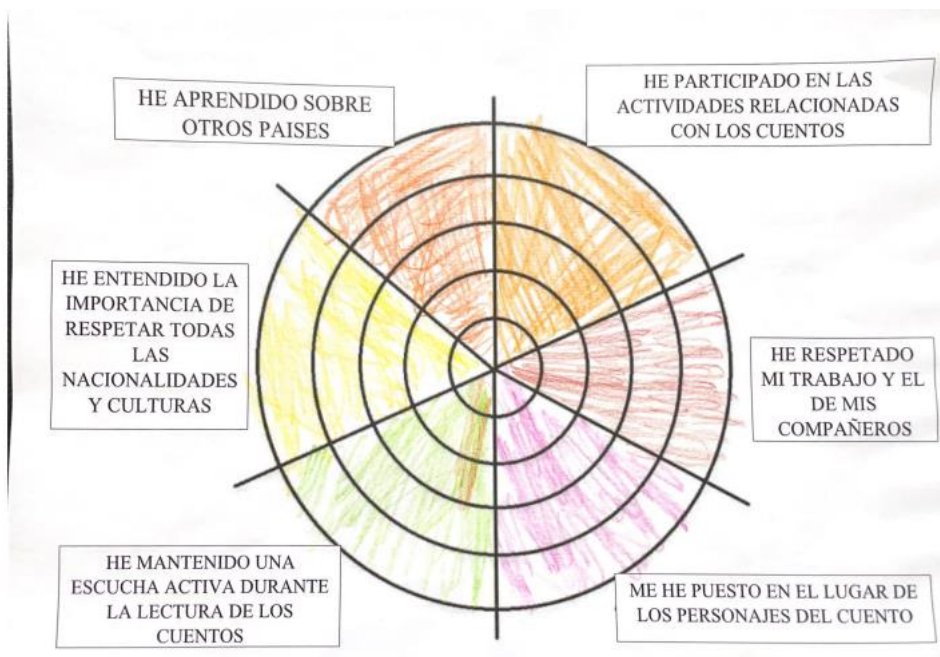 HE APRENDIDO SOBRE
OTROS PAISES
HE PARTICIPADO EN LAS
ACTIVIDADES RELACIONADAS
CON LOS CUENTOS
HE ENTENDIDO LA
IMPORTANCIA DE
RESPETAR TODAS
LAS
NACIONALIDADES
Y CULTURAS
HE RESPETADO
MI TRABAJO Y EL
DE MIS
COMPAÑEROS
HE MANTENIDO UNA
ESCUCHA ACTIVA DURANTE
LA LECTURA DE LOS
CUENTOS
ME HE PUESTO EN EL LUGAR DE
LOS PERSONAJES DEL CUENTO